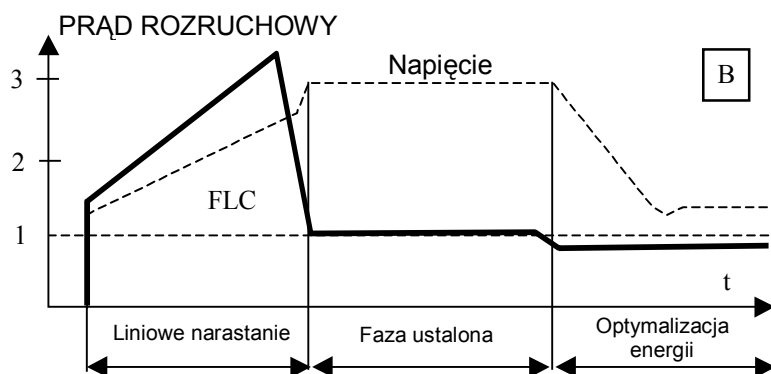 PRĄD ROZRUCHOWY
3
Napięcie
B
2
FLC
1
t
Liniowe narastanie
Faza ustalona
Optymalizacja
energii